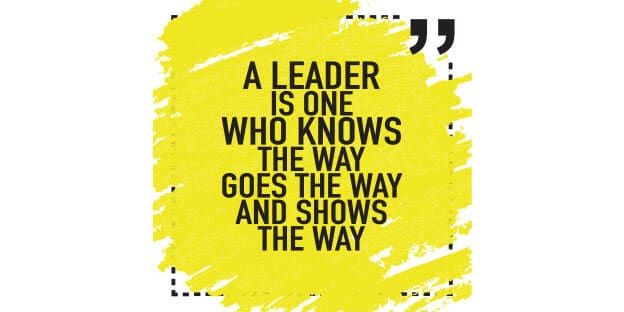 ”
A LEADER
IS ONE
WHO KNOWS
THE WAY
GOES THE WAY
AND SHOWS
THE WAY